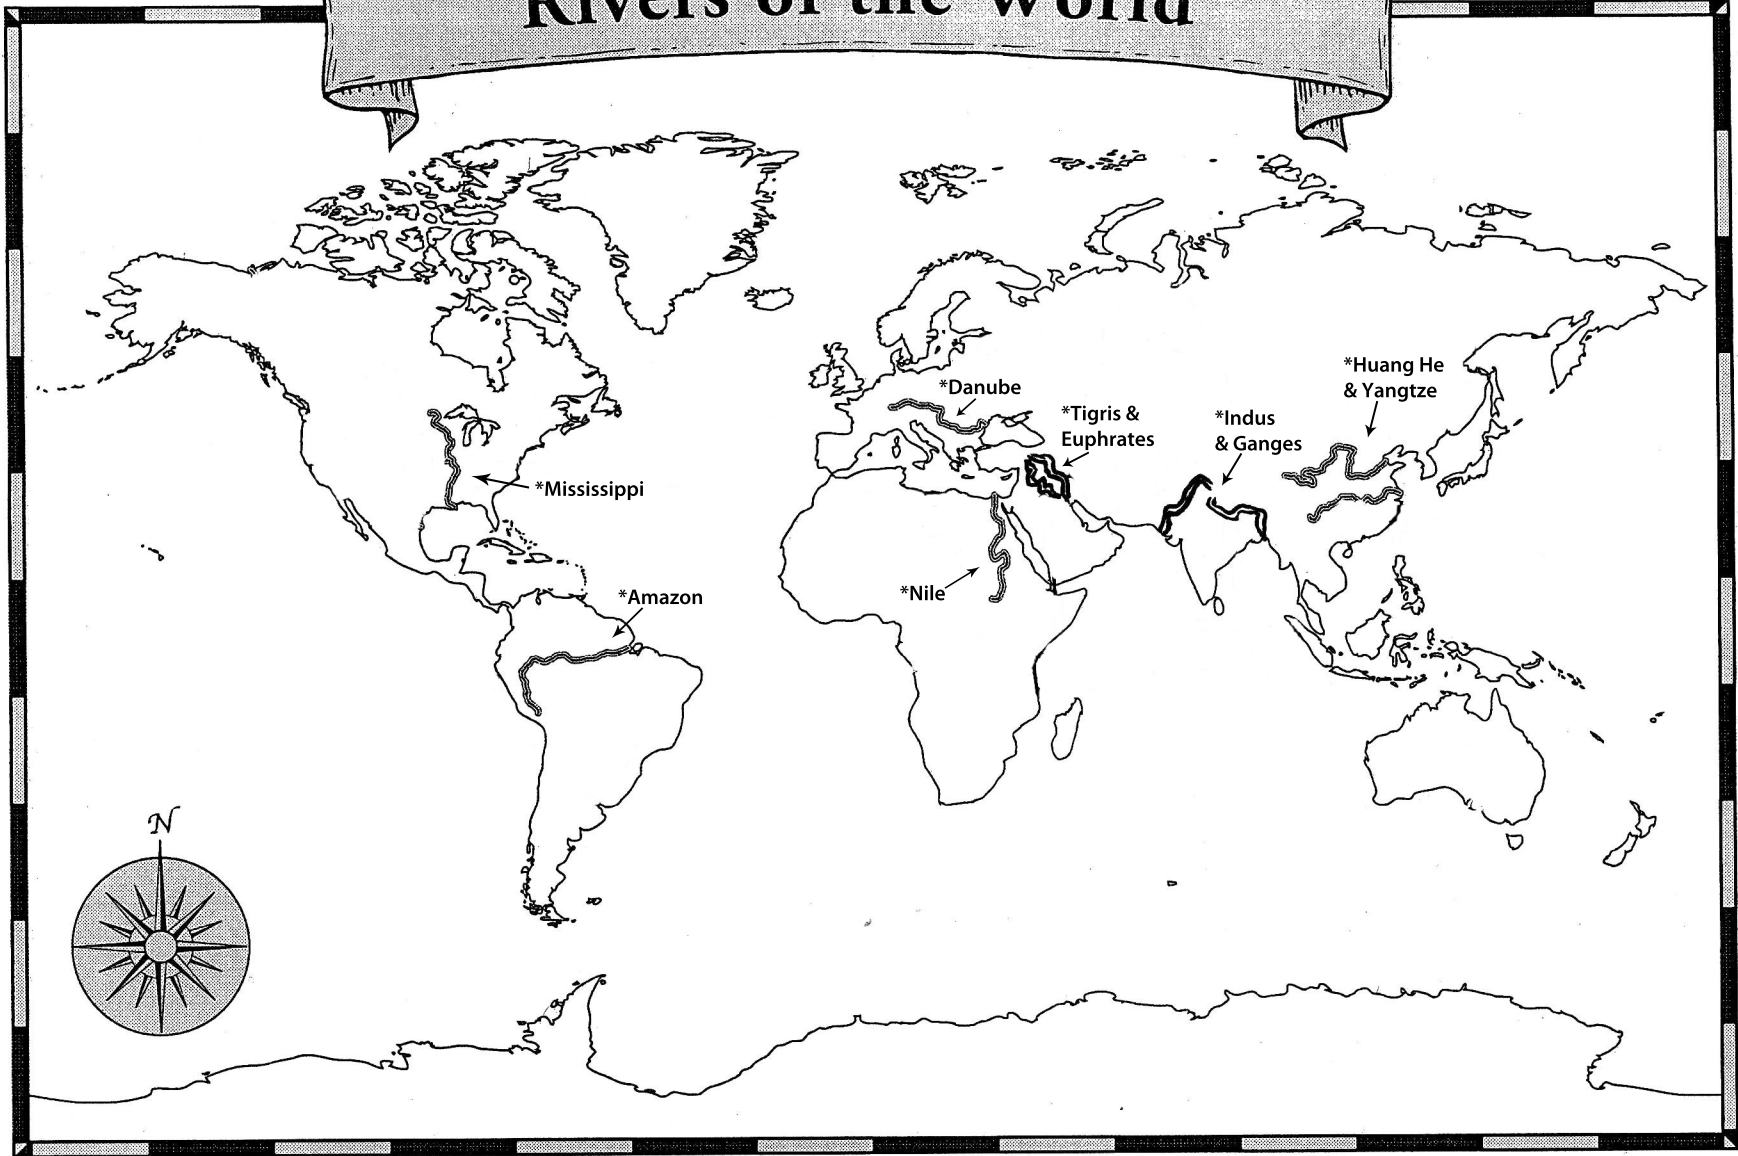 Rivers of the World
*Huang He
& Yangtze
*Danube
*Tigris &
Euphrates
*Indus
& Ganges
*Mississippi
*Nile
*Amazon
N